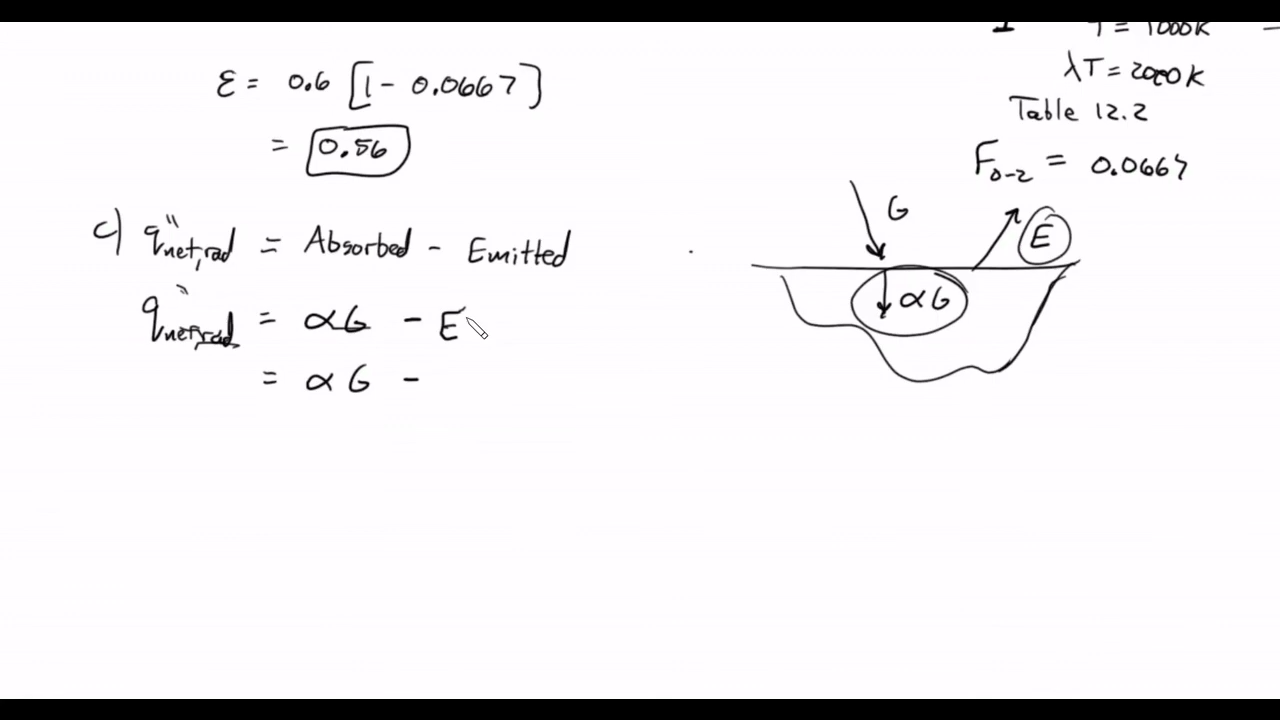 T = 1000K
λT = 2000K
Table 12.2
F₀₋₂ = 0.0667
ε = 0.6 [1 - 0.0667]
= 0.56
c) q"net,rad = Absorbed - Emitted
q"net,rad = αG - E
= αG -
G
E
αG